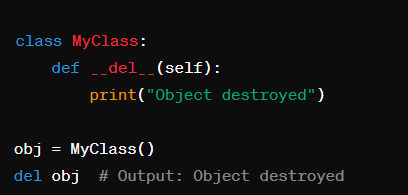 class MyClass:
    def __del__(self):
        print("Object destroyed")
obj = MyClass()
del obj  # Output: Object destroyed